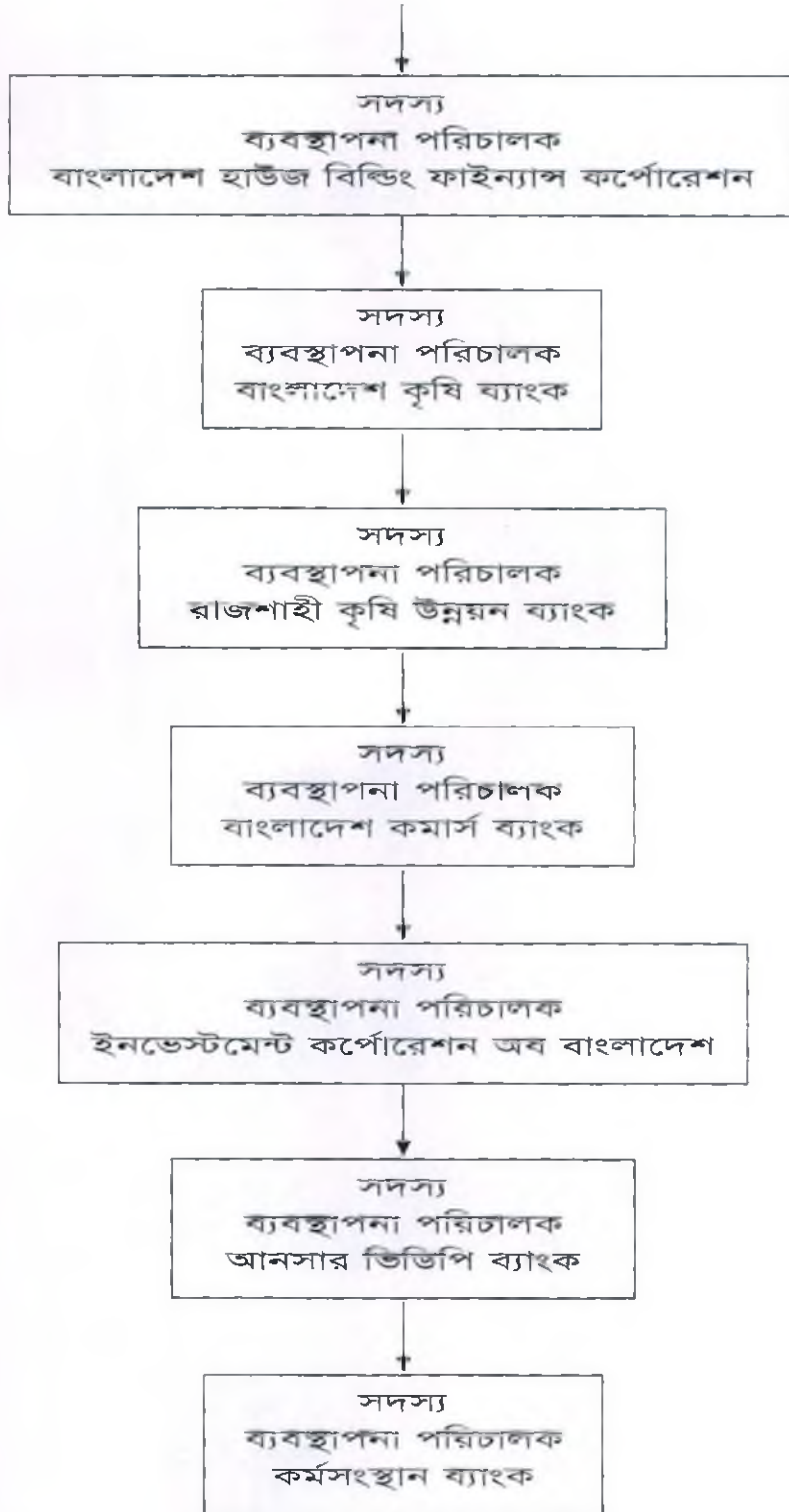 সদস্য
ব্যবস্থাপনা পরিচালক
বাংলাদেশ হাউজ বিল্ডিং ফাইন্যান্স কর্পোরেশন
সদস্য
ব্যবস্থাপনা পরিচালক
বাংলাদেশ কৃষি ব্যাংক
সদস্য
ব্যবস্থাপনা পরিচালক
রাজশাহী কৃষি উন্নয়ন ব্যাংক
সদস্য
ব্যবস্থাপনা পরিচালক
বাংলাদেশ কমার্স ব্যাংক
সদস্য
ব্যবস্থাপনা পরিচালক
ইনভেস্টমেন্ট কর্পোরেশন অব বাংলাদেশ
সদস্য
ব্যবস্থাপনা পরিচালক
আনসার ভিডিপি ব্যাংক
সদস্য
ব্যবস্থাপনা পরিচালক
কর্মসংস্থান ব্যাংক